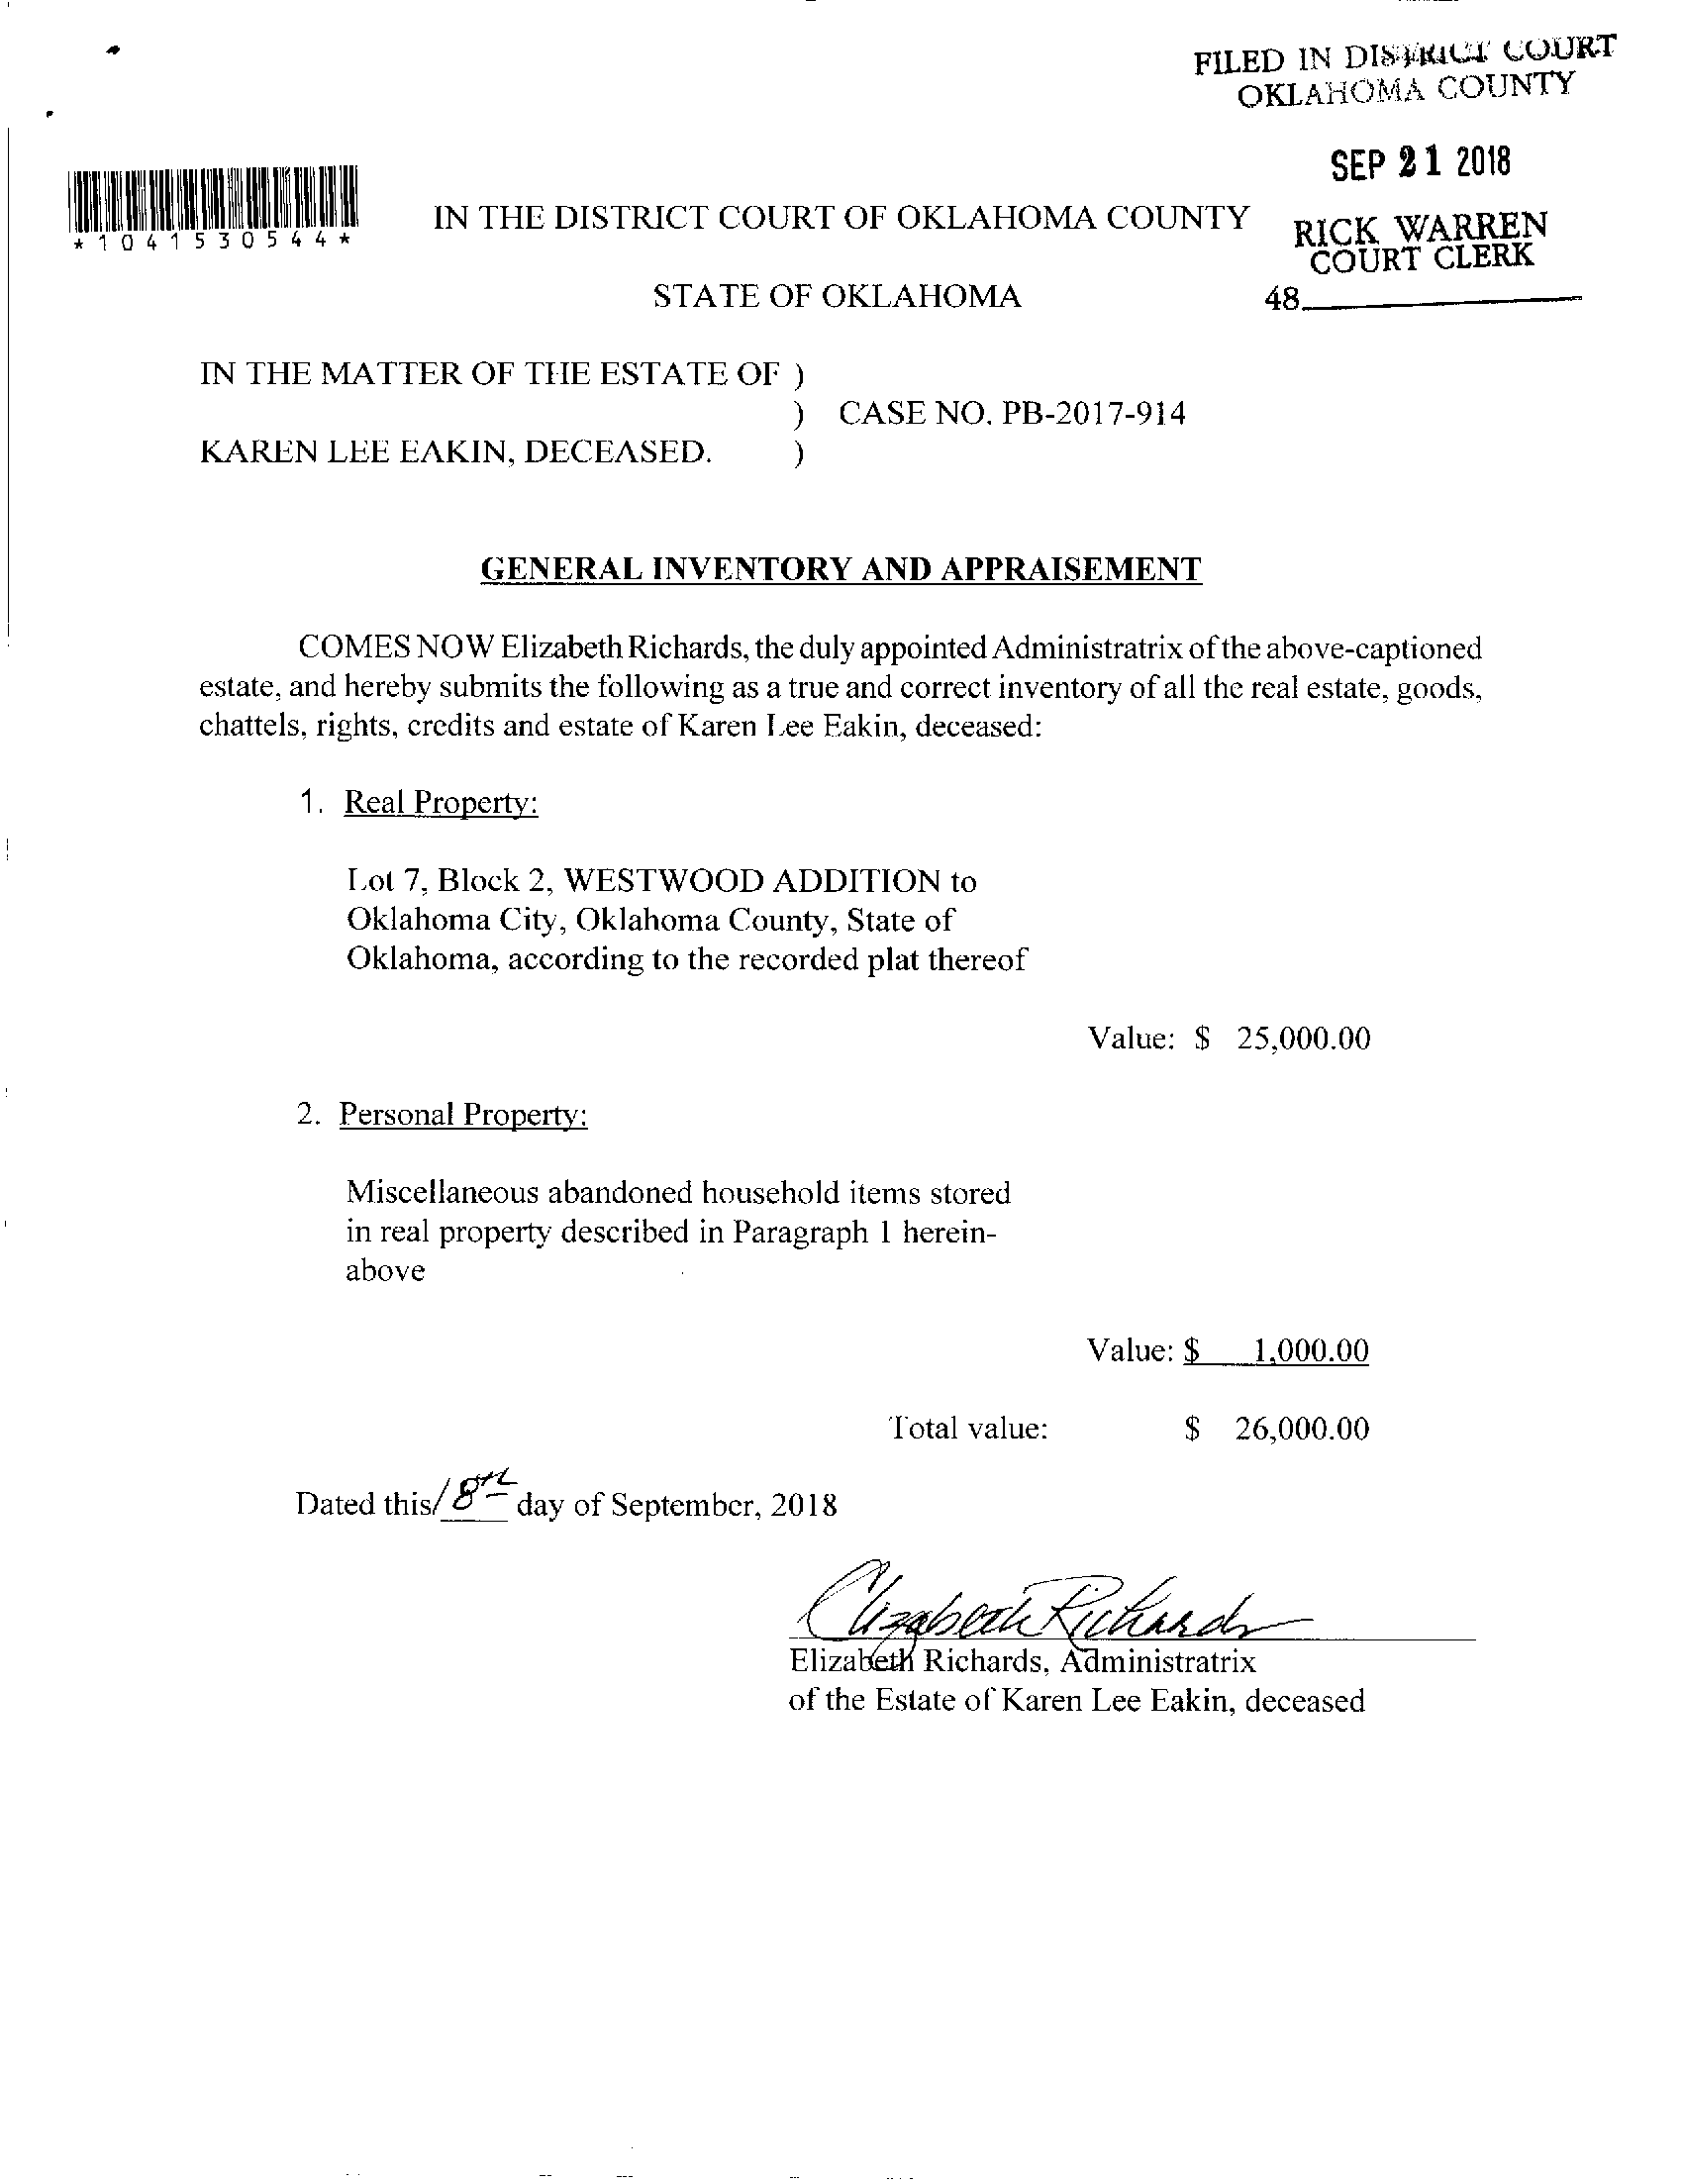 FILED IN DISTRICT COURT
OKLAHOMA COUNTY
SEP 21 2018
RICK WARREN
COURT CLERK
48
*1041530544*
IN THE DISTRICT COURT OF OKLAHOMA COUNTY
STATE OF OKLAHOMA
IN THE MATTER OF THE ESTATE OF )
) CASE NO. PB-2017-914
KAREN LEE EAKIN, DECEASED. )
GENERAL INVENTORY AND APPRAISEMENT
COMES NOW Elizabeth Richards, the duly appointed Administratrix of the above-captioned
estate, and hereby submits the following as a true and correct inventory of all the real estate, goods,
chattels, rights, credits and estate of Karen Lee Eakin, deceased:
1. Real Property:
Lot 7, Block 2, WESTWOOD ADDITION to
Oklahoma City, Oklahoma County, State of
Oklahoma, according to the recorded plat thereof
Value: $ 25,000.00
2. Personal Property:
Miscellaneous abandoned household items stored
in real property described in Paragraph 1 herein-
above
Value: $ 1,000.00
Total value: $ 26,000.00
Dated this 18th day of September, 2018
Elizabeth Richards
Elizabeth Richards, Administratrix
of the Estate of Karen Lee Eakin, deceased